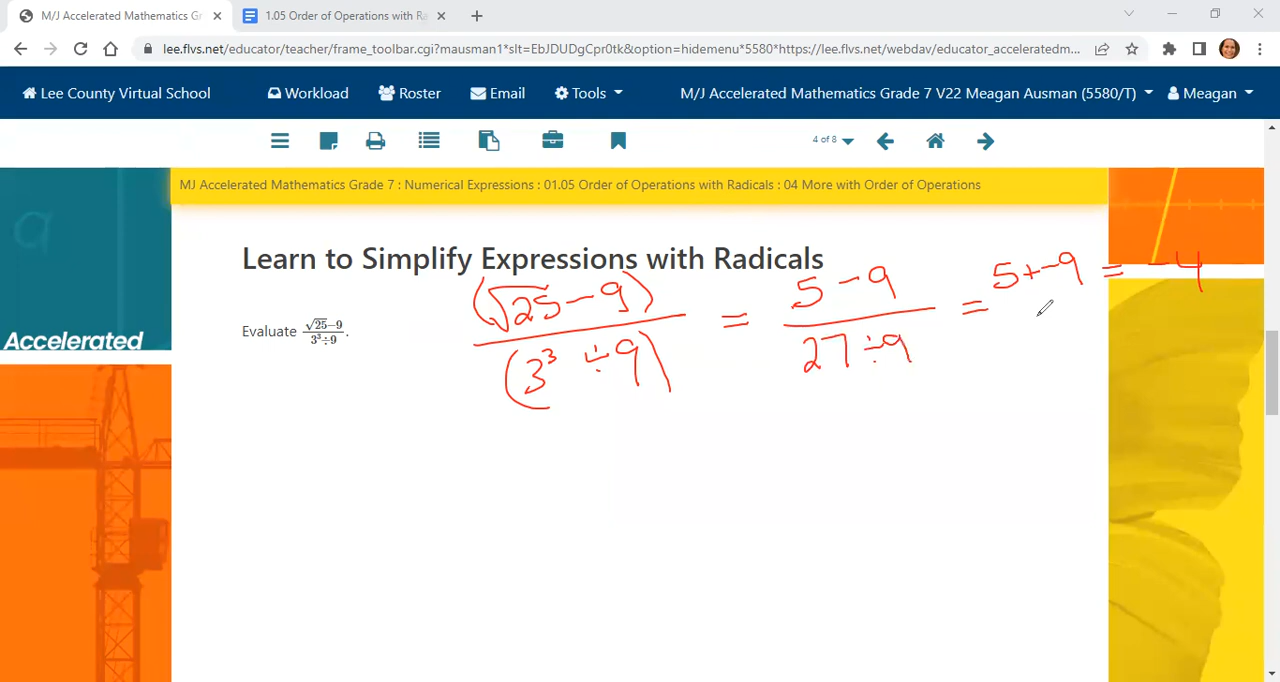 M/J Accelerated Mathematics Gr
1.05 Order of Operations with Ra
lee.flvs.net/educator/teacher/frame_toolbar.cgi?mausman1*slt=EbJDUDgCpr0tk&option=hidemenu*5580*https://lee.flvs.net/webdav/educator_acceleratedm...
Lee County Virtual School Workload Roster Email Tools M/J Accelerated Mathematics Grade 7 V22 Meagan Ausman (5580/T) Meagan
4 of 8
MJ Accelerated Mathematics Grade 7 : Numerical Expressions : 01.05 Order of Operations with Radicals : 04 More with Order of Operations
a
Accelerated
Learn to Simplify Expressions with Radicals
Evaluate (√25−9)/(3³÷9).
(√25 − 9)/(3³ ÷ 9) = (5 − 9)/(27 ÷ 9) = 5 + −9 = −4